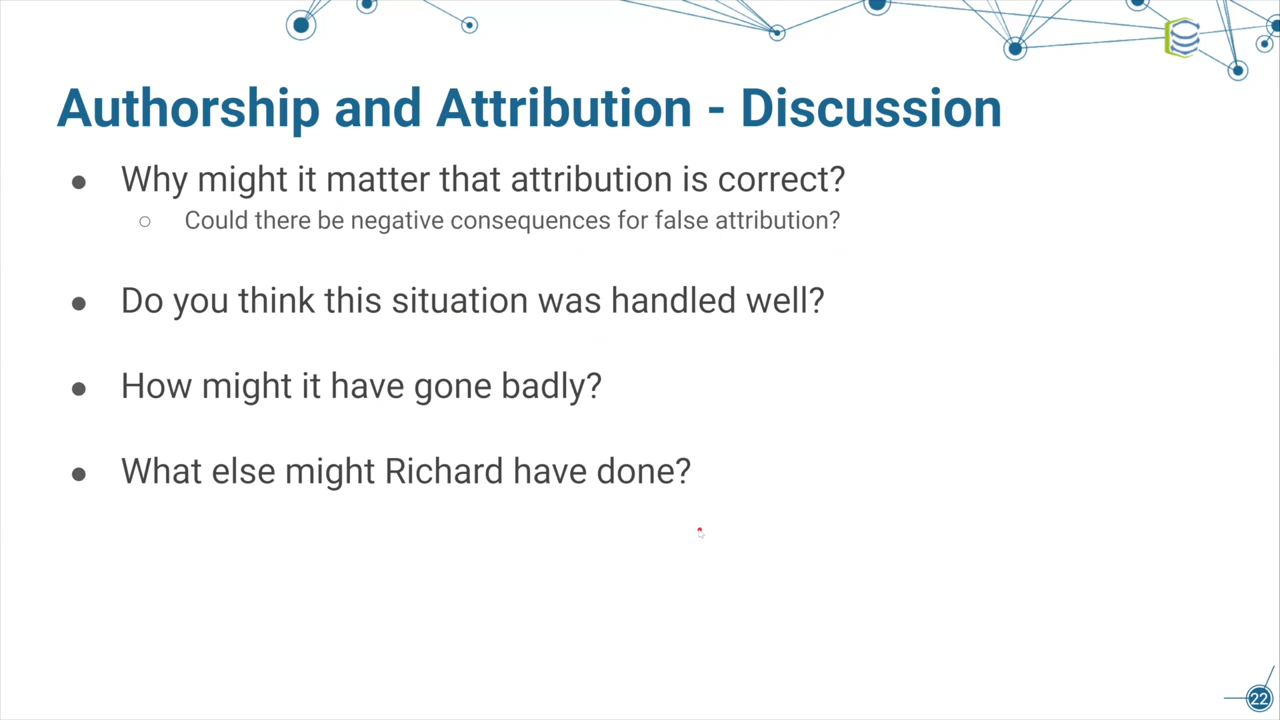 Authorship and Attribution - Discussion
● Why might it matter that attribution is correct?
○ Could there be negative consequences for false attribution?
● Do you think this situation was handled well?
● How might it have gone badly?
● What else might Richard have done?
22